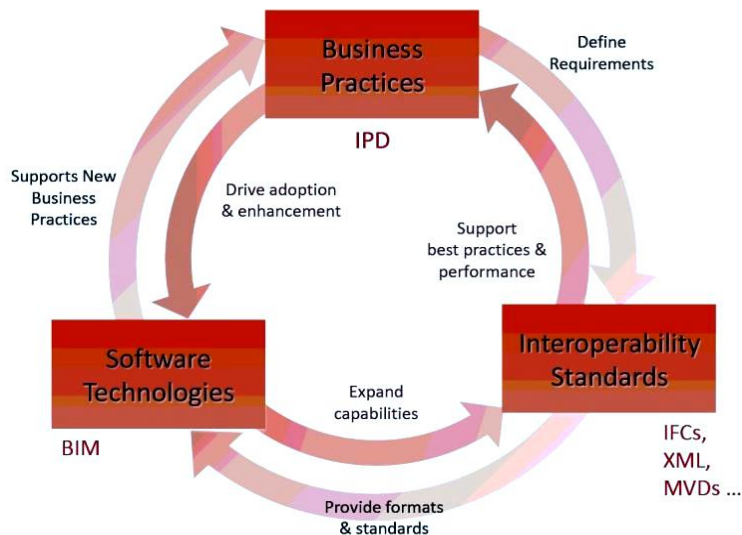 Business
Practices
IPD
Define
Requirements
Supports New
Business
Practices
Drive adoption
& enhancement
Support
best practices &
performance
Software
Technologies
BIM
Interoperability
Standards
IFCs,
XML,
MVDs ...
Expand
capabilities
Provide formats
& standards